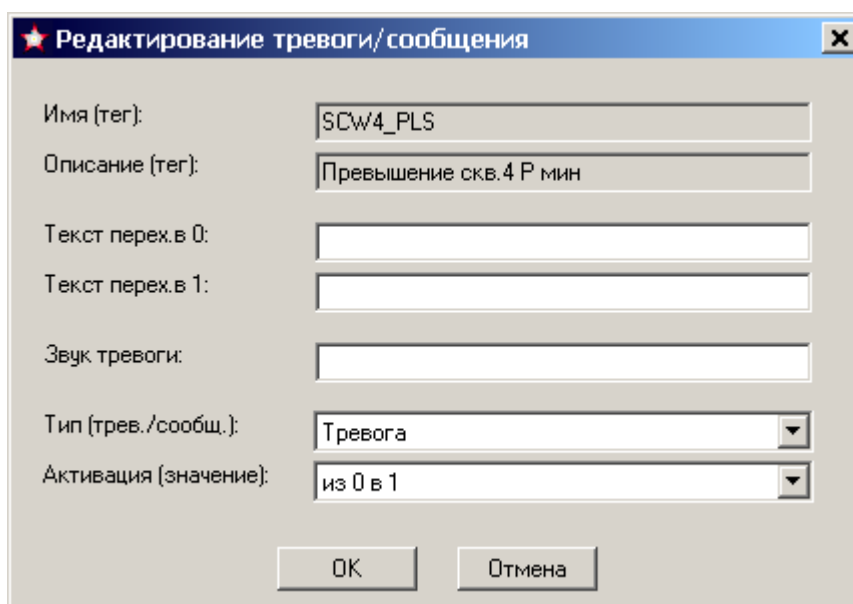 Редактирование тревоги/сообщения
Имя (тег): SCW4_PLS
Описание (тег): Превышение скв.4 Р мин
Текст перех.в 0:
Текст перех.в 1:
Звук тревоги:
Тип (трев./сообщ.): Тревога
Активация (значение): из 0 в 1
OK Отмена